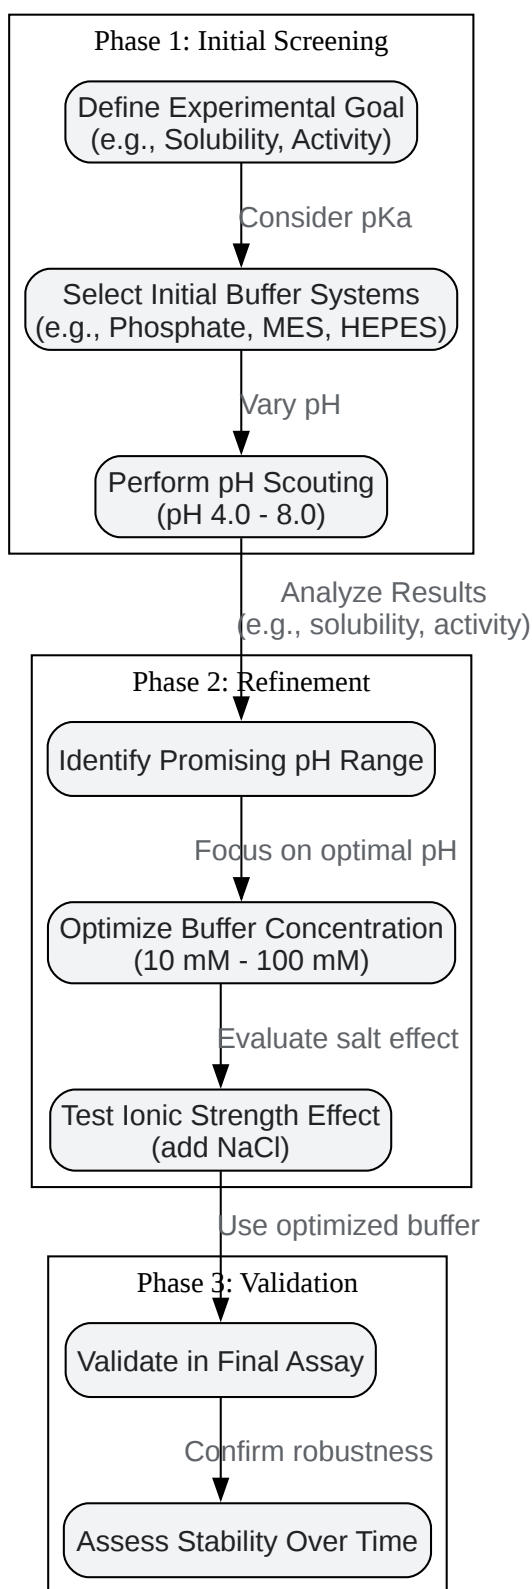 Phase 1: Initial Screening
Define Experimental Goal
(e.g., Solubility, Activity)
Consider pKa
Select Initial Buffer Systems
(e.g., Phosphate, MES, HEPES)
Vary pH
Perform pH Scouting
(pH 4.0 - 8.0)
Analyze Results
(e.g., solubility, activity)
Phase 2: Refinement
Identify Promising pH Range
Focus on optimal pH
Optimize Buffer Concentration
(10 mM - 100 mM)
Evaluate salt effect
Test Ionic Strength Effect
(add NaCl)
Use optimized buffer
Phase 3: Validation
Validate in Final Assay
Confirm robustness
Assess Stability Over Time